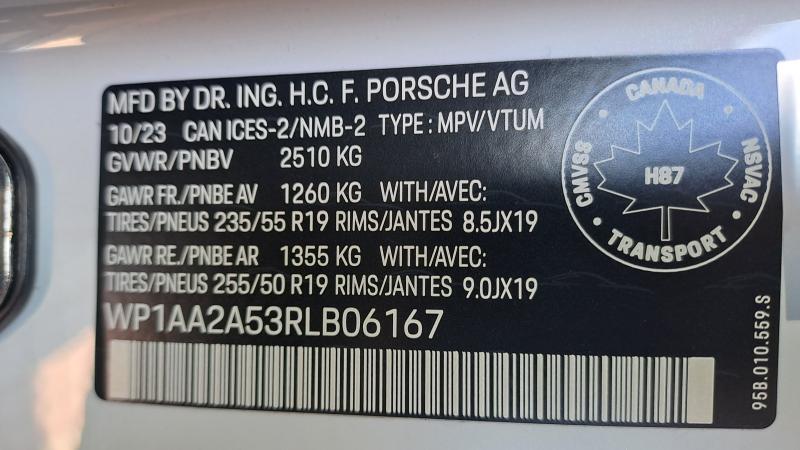 MFD BY DR. ING. H.C. F. PORSCHE AG
10/23 CAN ICES-2/NMB-2 TYPE: MPV/VTUM
GVWR/PNBV 2510 KG
GAWR FR./PNBE AV 1260 KG WITH/AVEC:
TIRES/PNEUS 235/55 R19 RIMS/JANTES 8.5JX19
GAWR RE./PNBE AR 1355 KG WITH/AVEC:
TIRES/PNEUS 255/50 R19 RIMS/JANTES 9.0JX19
WP1AA2A53RLB06167
CANADA
CMVSS
H87
NSVAC
TRANSPORT
95B.010.559.S